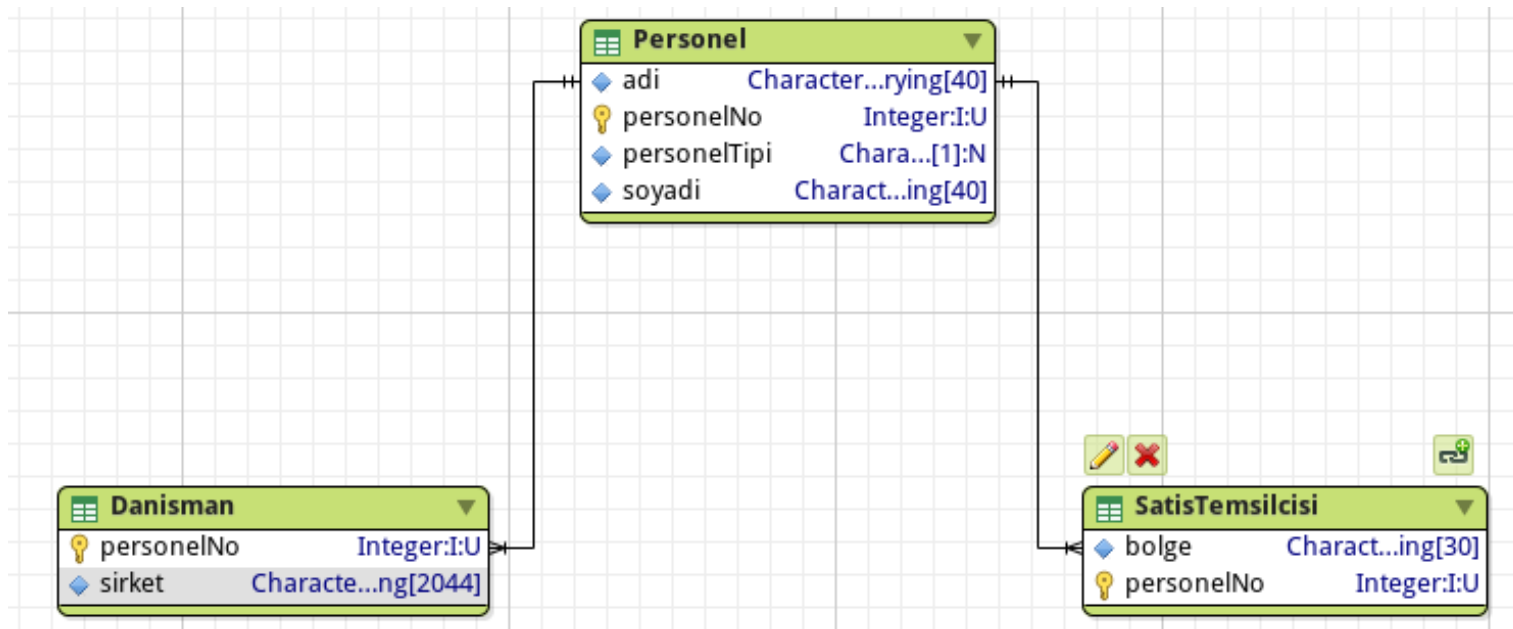 Personel
adi Character...rying[40]
personelNo Integer:I:U
personelTipi Chara...[1]:N
soyadi Charact...ing[40]
Danisman
personelNo Integer:I:U
sirket Characte...ng[2044]
SatisTemsilcisi
bolge Charact...ing[30]
personelNo Integer:I:U